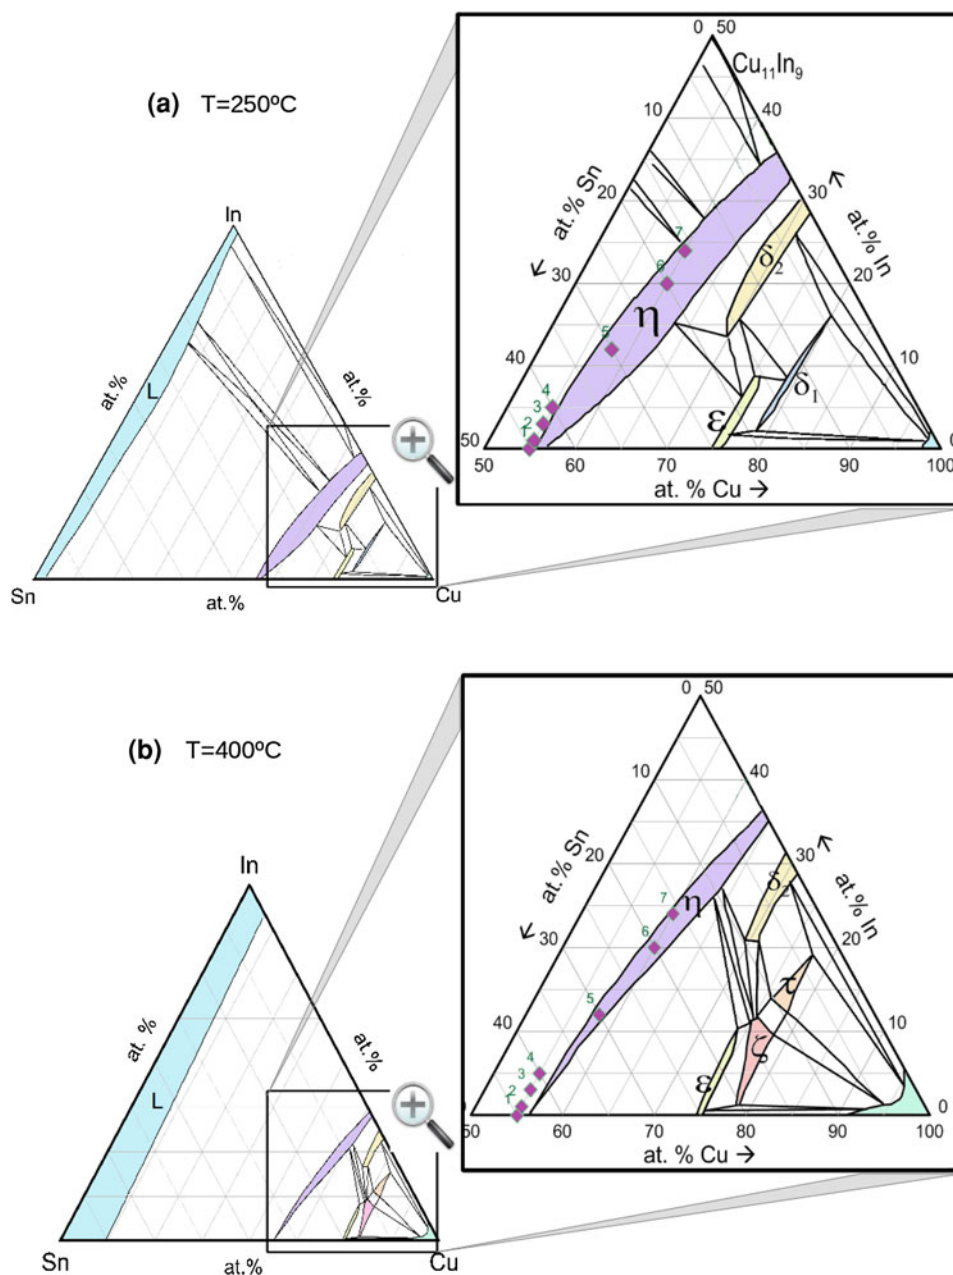 (a) T=250ºC
In
at.%
L
at.%
Sn
at.%
Cu
0 50
Cu₁₁In₉
10
40
at. % Sn
20
30
at. % In
7
δ₂
6
30
20
η
5
40
10
4
3
2
1
δ₁
ε
50
0
50 60 70 80 90 100
at. % Cu →
(b) T=400ºC
In
at. %
at.%
L
Sn
at.%
Cu
0 50
10
40
at. % Sn
20
30
δ₂
at. % In
7
η
6
30
20
τ
5
40
10
4
3
2
1
ζ
ε
0
50 60 70 80 90 100
at. % Cu →